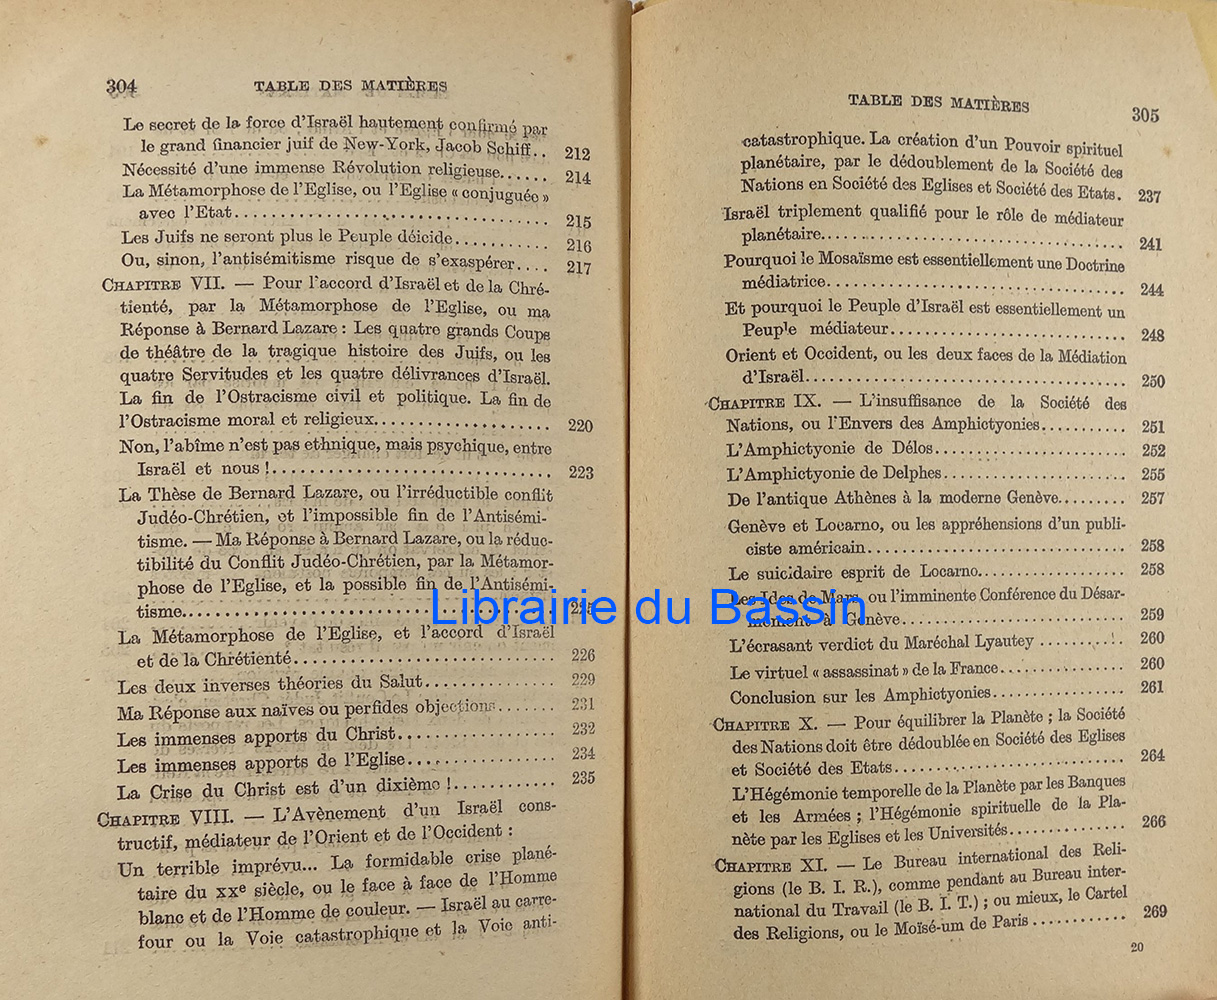 304 TABLE DES MATIÈRES
Le secret de la force d'Israël hautement confirmé par
le grand financier juif de New-York, Jacob Schiff.. 212
Nécessité d'une immense Révolution religieuse...... 214
La Métamorphose de l'Eglise, ou l'Eglise « conjuguée »
avec l'Etat.................................. 215
Les Juifs ne seront plus le Peuple déicide........... 216
Ou, sinon, l'antisémitisme risque de s'exaspérer.... 217
CHAPITRE VII. — Pour l'accord d'Israël et de la Chré-
tienté, par la Métamorphose de l'Eglise, ou ma
Réponse à Bernard Lazare : Les quatre grands Coups
de théâtre de la tragique histoire des Juifs, ou les
quatre Servitudes et les quatre délivrances d'Israël.
La fin de l'Ostracisme civil et politique. La fin de
l'Ostracisme moral et religieux.................... 220
Non, l'abîme n'est pas ethnique, mais psychique, entre
Israël et nous !................................ 223
La Thèse de Bernard Lazare, ou l'irréductible conflit
Judéo-Chrétien, et l'impossible fin de l'Antisémi-
tisme. — Ma Réponse à Bernard Lazare, ou la réduc-
tibilité du Conflit Judéo-Chrétien, par la Métamor-
phose de l'Eglise, et la possible fin de l'Antisémi-
tisme..........................................
La Métamorphose de l'Eglise, et l'accord d'Israël
et de la Chrétienté.............................. 226
Les deux inverses théories du Salut............... 229
Ma Réponse aux naïves ou perfides objections....... 231
Les immenses apports du Christ.................. 232
Les immenses apports de l'Eglise................. 234
La Crise du Christ est d'un dixième !............ 235
CHAPITRE VIII. — L'Avènement d'un Israël cons-
tructif, médiateur de l'Orient et de l'Occident :
Un terrible imprévu... La formidable crise plané-
taire du XXe siècle, ou le face à face de l'Homme
blanc et de l'Homme de couleur. — Israël au carre-
four ou la Voie catastrophique et la Voie anti-
TABLE DES MATIÈRES 305
catastrophique. La création d'un Pouvoir spirituel
planétaire, par le dédoublement de la Société des
Nations en Société des Eglises et Société des Etats. 237
Israël triplement qualifié pour le rôle de médiateur
planétaire.................................... 241
Pourquoi le Mosaïsme est essentiellement une Doctrine
médiatrice.................................... 244
Et pourquoi le Peuple d'Israël est essentiellement un
Peuple médiateur............................. 248
Orient et Occident, ou les deux faces de la Médiation
d'Israël...................................... 250
CHAPITRE IX. — L'insuffisance de la Société des
Nations, ou l'Envers des Amphictyonies........... 251
L'Amphictyonie de Délos........................ 252
L'Amphictyonie de Delphes...................... 255
De l'antique Athènes à la moderne Genève......... 257
Genève et Locarno, ou les appréhensions d'un publi-
ciste américain................................ 258
Le suicidaire esprit de Locarno.................. 258
Les Ides de Mars, ou l'imminente Conférence du Désar-
mement à Genève............................ 259
L'écrasant verdict du Maréchal Lyautey .......... 260
Le virtuel « assassinat » de la France............... 260
Conclusion sur les Amphictyonies................. 261
CHAPITRE X. — Pour équilibrer la Planète ; la Société
des Nations doit être dédoublée en Société des Eglises
et Société des Etats............................. 264
L'Hégémonie temporelle de la Planète par les Banques
et les Armées ; l'Hégémonie spirituelle de la Pla-
nète par les Eglises et les Universités.............. 266
CHAPITRE XI. — Le Bureau international des Reli-
gions (le B. I. R.), comme pendant au Bureau inter-
national du Travail (le B. I. T.) ; ou mieux, le Cartel
des Religions, ou le Moïsé-um de Paris ............ 269
20
Librairie du Bassin